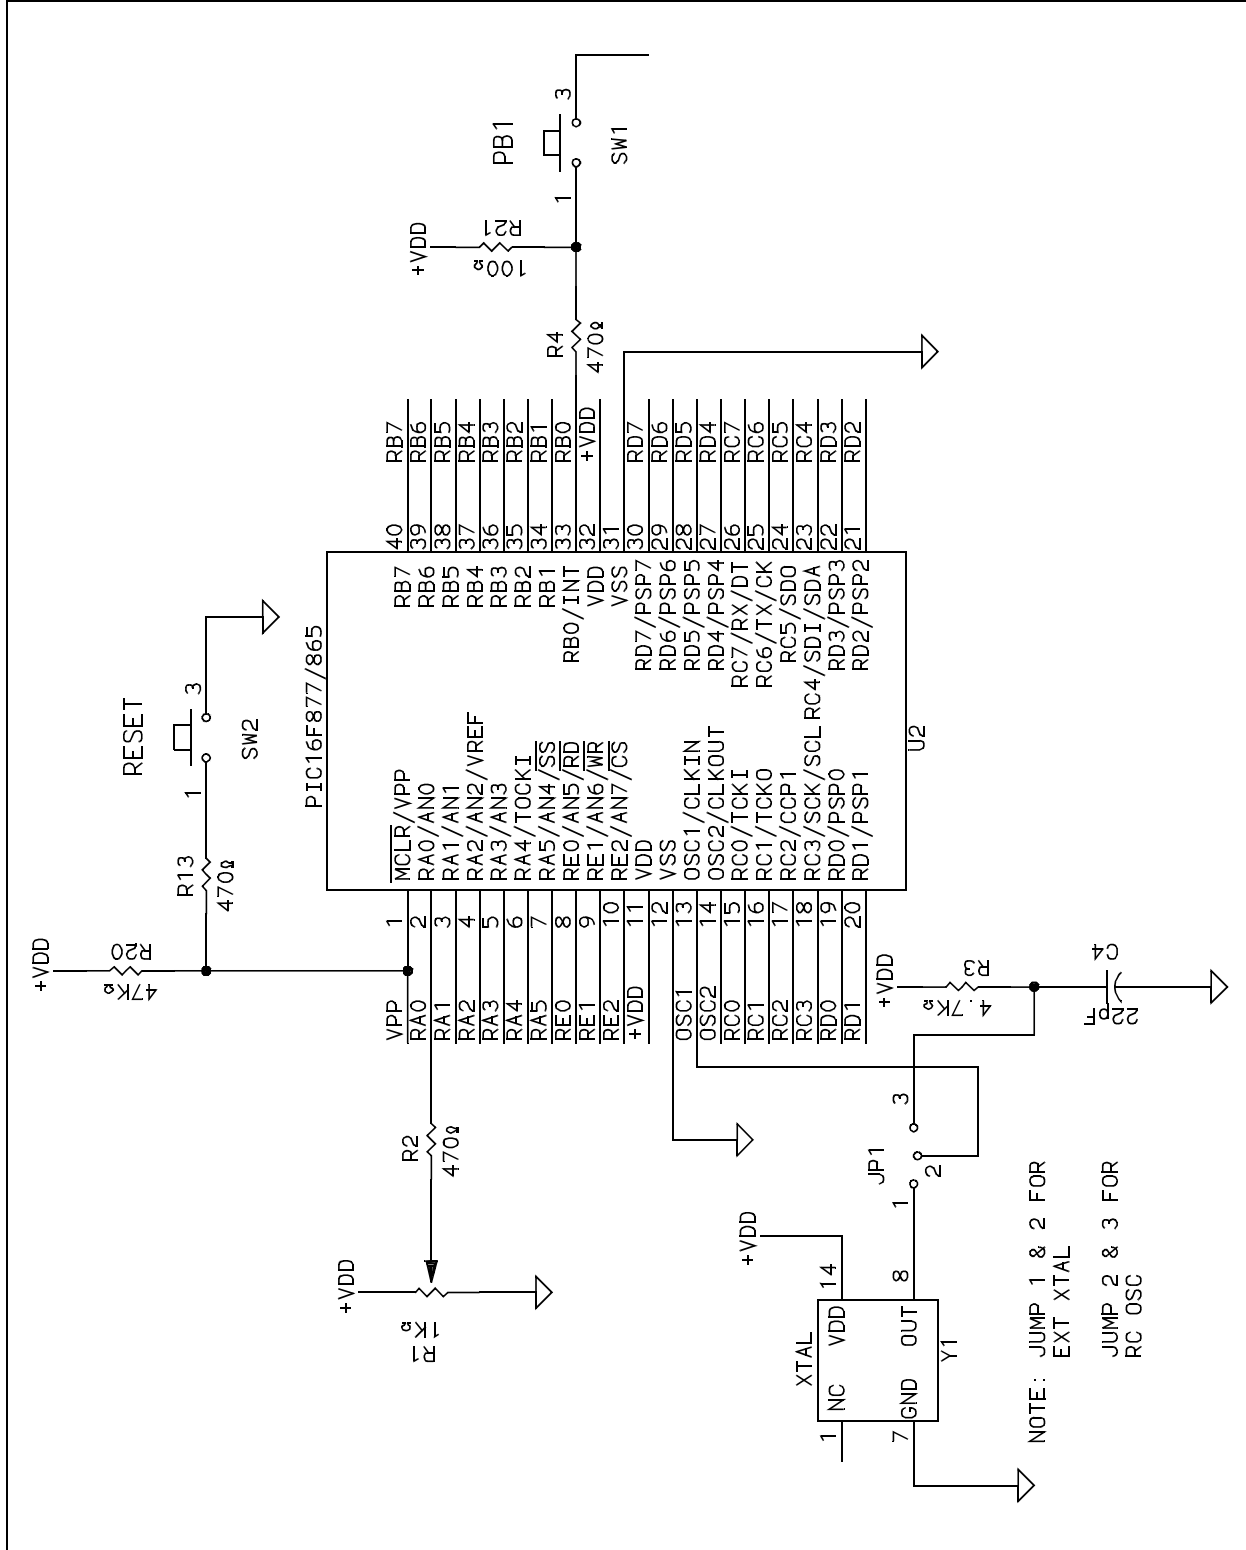 RESET
+VDD
R20
47KΩ
R13
470Ω
1
3
SW2
PB1
1
3
SW1
+VDD
R21
100Ω
R4
470Ω
PIC16F877/865
U2
VPP 1 MCLR/VPP
RA0 2 RA0/AN0
RA1 3 RA1/AN1
RA2 4 RA2/AN2/VREF
RA3 5 RA3/AN3
RA4 6 RA4/TOCKI
RA5 7 RA5/AN4/SS
RE0 8 RE0/AN5/RD
RE1 9 RE1/AN6/WR
RE2 10 RE2/AN7/CS
+VDD 11 VDD
12 VSS
OSC1 13 OSC1/CLKIN
OSC2 14 OSC2/CLKOUT
RC0 15 RC0/TCKI
RC1 16 RC1/TCKO
RC2 17 RC2/CCP1
RC3 18 RC3/SCK/SCL
RD0 19 RD0/PSP0
RD1 20 RD1/PSP1
RB7 40 RB7
RB6 39 RB6
RB5 38 RB5
RB4 37 RB4
RB3 36 RB3
RB2 35 RB2
RB1 34 RB1
RB0/INT 33 RB0
VDD 32 +VDD
VSS 31
RD7/PSP7 30 RD7
RD6/PSP6 29 RD6
RD5/PSP5 28 RD5
RD4/PSP4 27 RD4
RC7/RX/DT 26 RC7
RC6/TX/CK 25 RC6
RC5/SDO 24 RC5
RC4/SDI/SDA 23 RC4
RD3/PSP3 22 RD3
RD2/PSP2 21 RD2
+VDD
R1
1KΩ
R2
470Ω
+VDD
R3
4.7KΩ
C4
22pF
JP1
1
2
3
+VDD
XTAL
1 NC
VDD 14
7 GND
OUT 8
Y1
NOTE: JUMP 1 & 2 FOR
EXT XTAL
JUMP 2 & 3 FOR
RC OSC